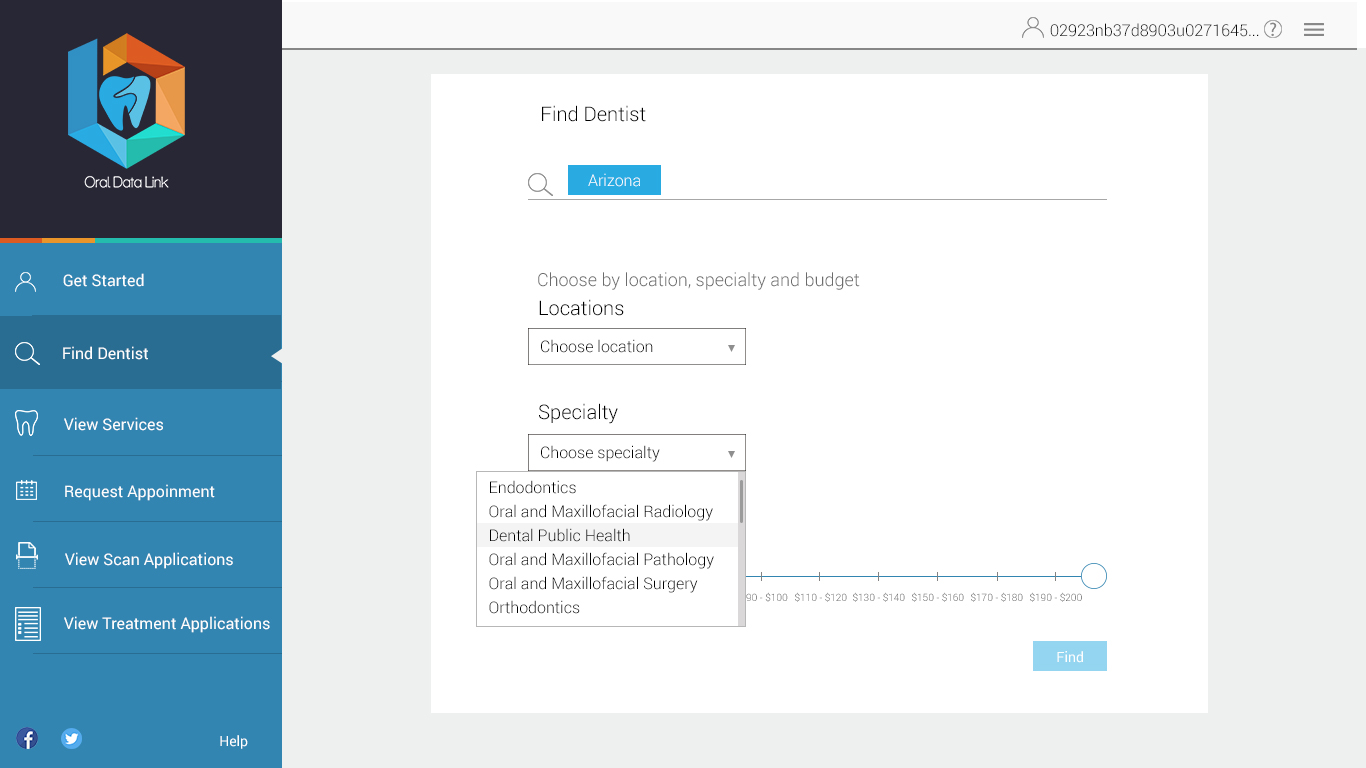 02923nb37d8903u0271645...
?
Oral Data Link
Get Started
Find Dentist
View Services
Request Appoinment
View Scan Applications
View Treatment Applications
Help
Find Dentist
Arizona
Choose by location, specialty and budget
Locations
Choose location
Specialty
Choose specialty
Endodontics
Oral and Maxillofacial Radiology
Dental Public Health
Oral and Maxillofacial Pathology
Oral and Maxillofacial Surgery
Orthodontics
90 - $100 $110 - $120 $130 - $140 $150 - $160 $170 - $180 $190 - $200
Find